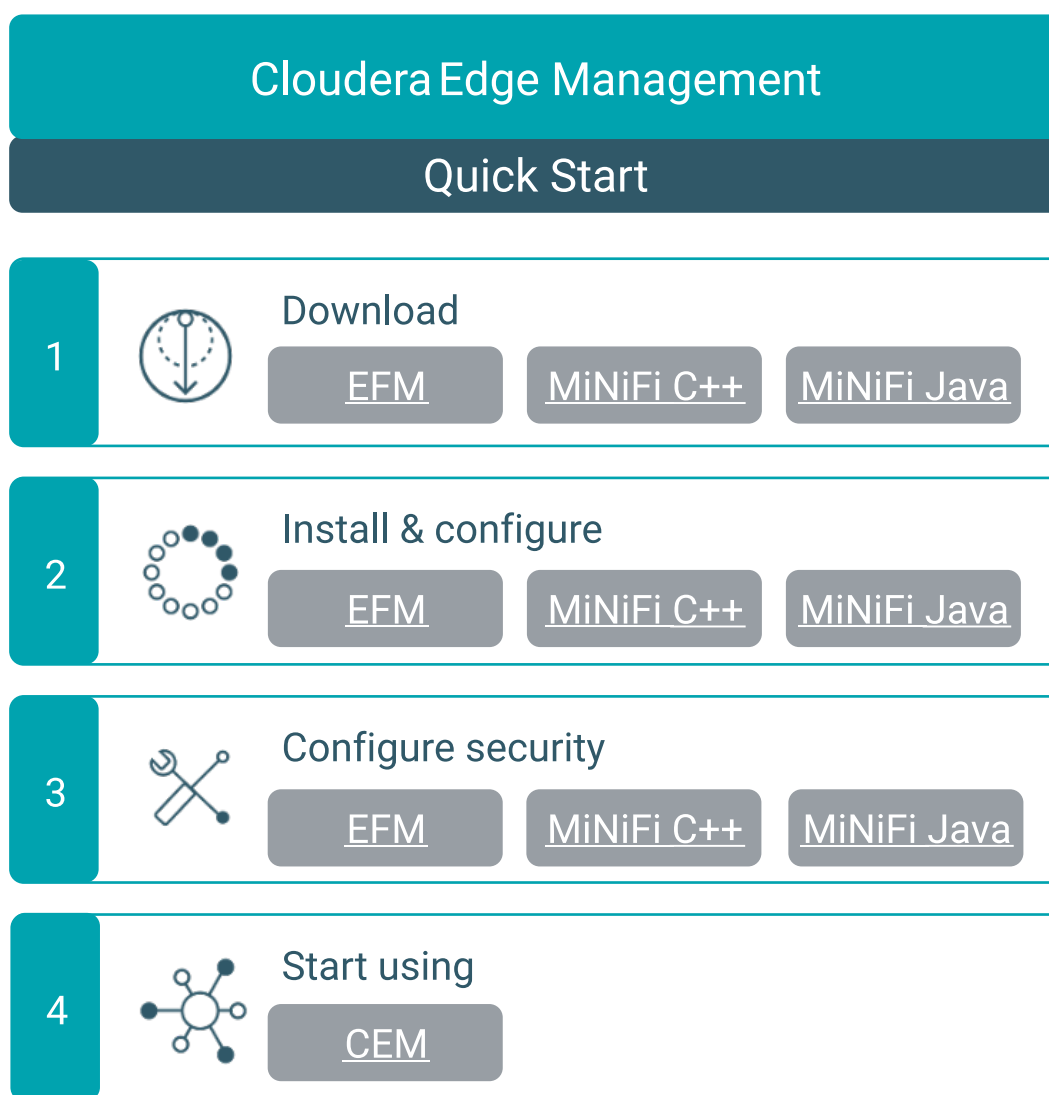 Cloudera Edge Management
Quick Start
1
Download
EFM
MiNiFi C++
MiNiFi Java
2
Install & configure
EFM
MiNiFi C++
MiNiFi Java
3
Configure security
EFM
MiNiFi C++
MiNiFi Java
4
Start using
CEM